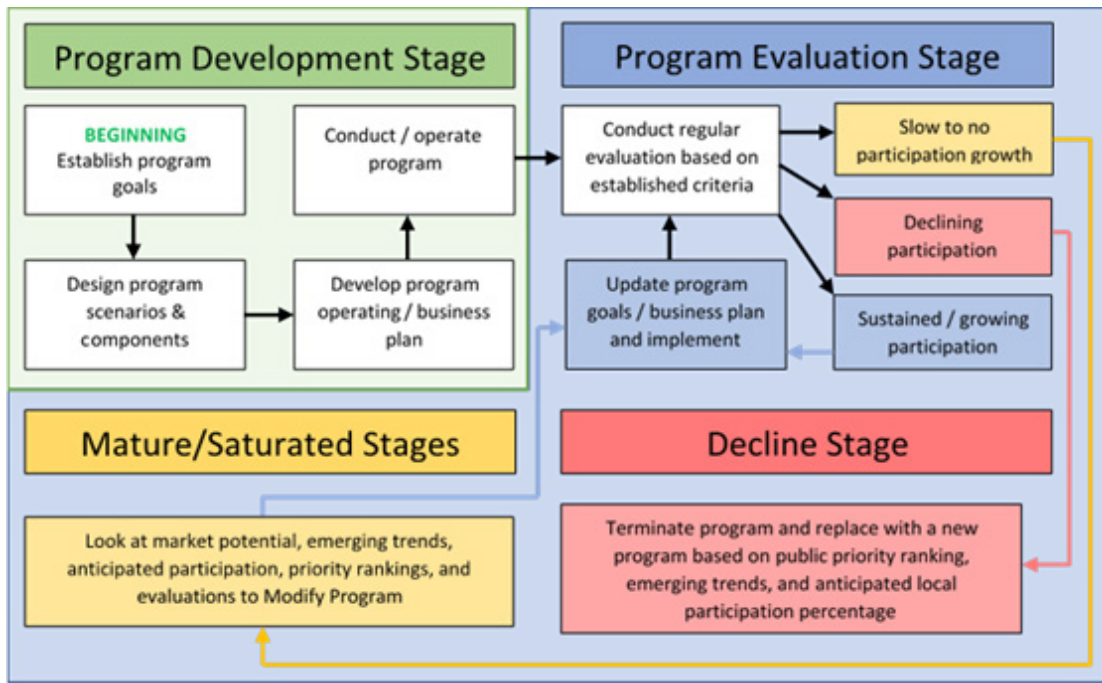 Program Development Stage
BEGINNING
Establish program
goals
Conduct / operate
program
Design program
scenarios &
components
Develop program
operating / business
plan
Program Evaluation Stage
Conduct regular
evaluation based on
established criteria
Slow to no
participation growth
Declining
participation
Update program
goals / business plan
and implement
Sustained / growing
participation
Mature/Saturated Stages
Look at market potential, emerging trends,
anticipated participation, priority rankings, and
evaluations to Modify Program
Decline Stage
Terminate program and replace with a new
program based on public priority ranking,
emerging trends, and anticipated local
participation percentage